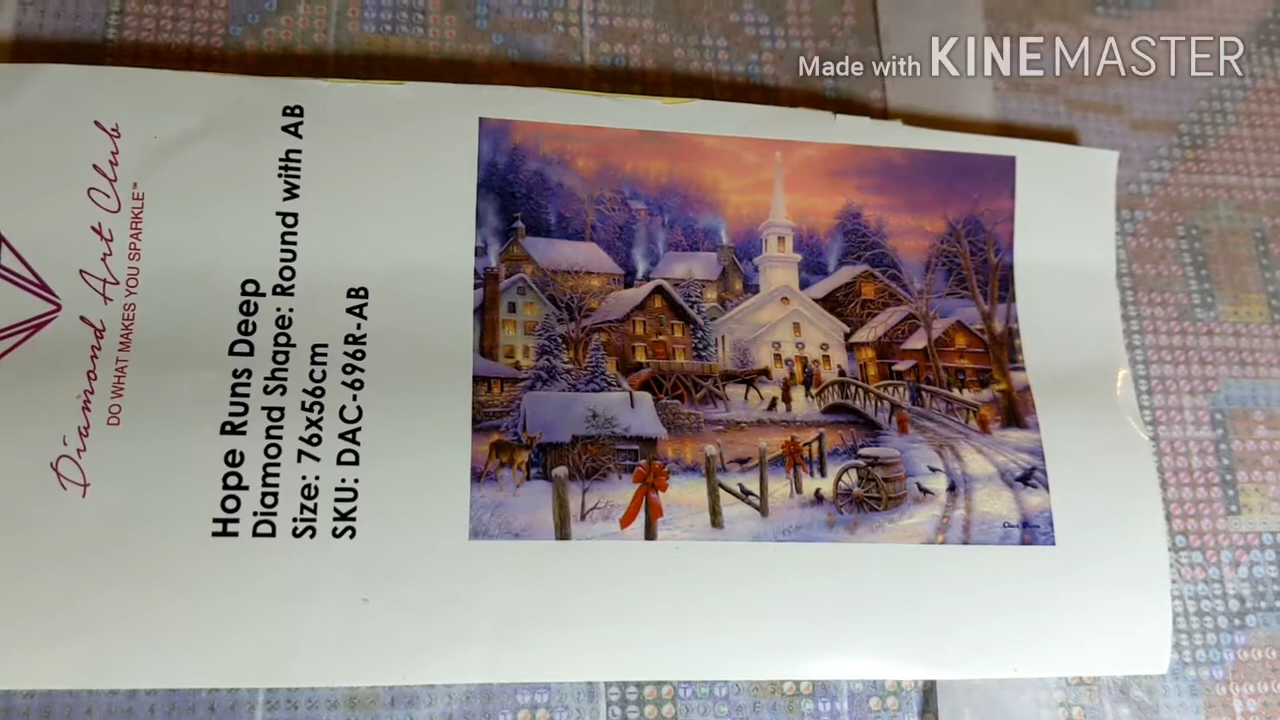 Made with KINEMASTER
Diamond Art Club
DO WHAT MAKES YOU SPARKLE™
Hope Runs Deep
Diamond Shape: Round with AB
Size: 76x56cm
SKU: DAC-696R-AB